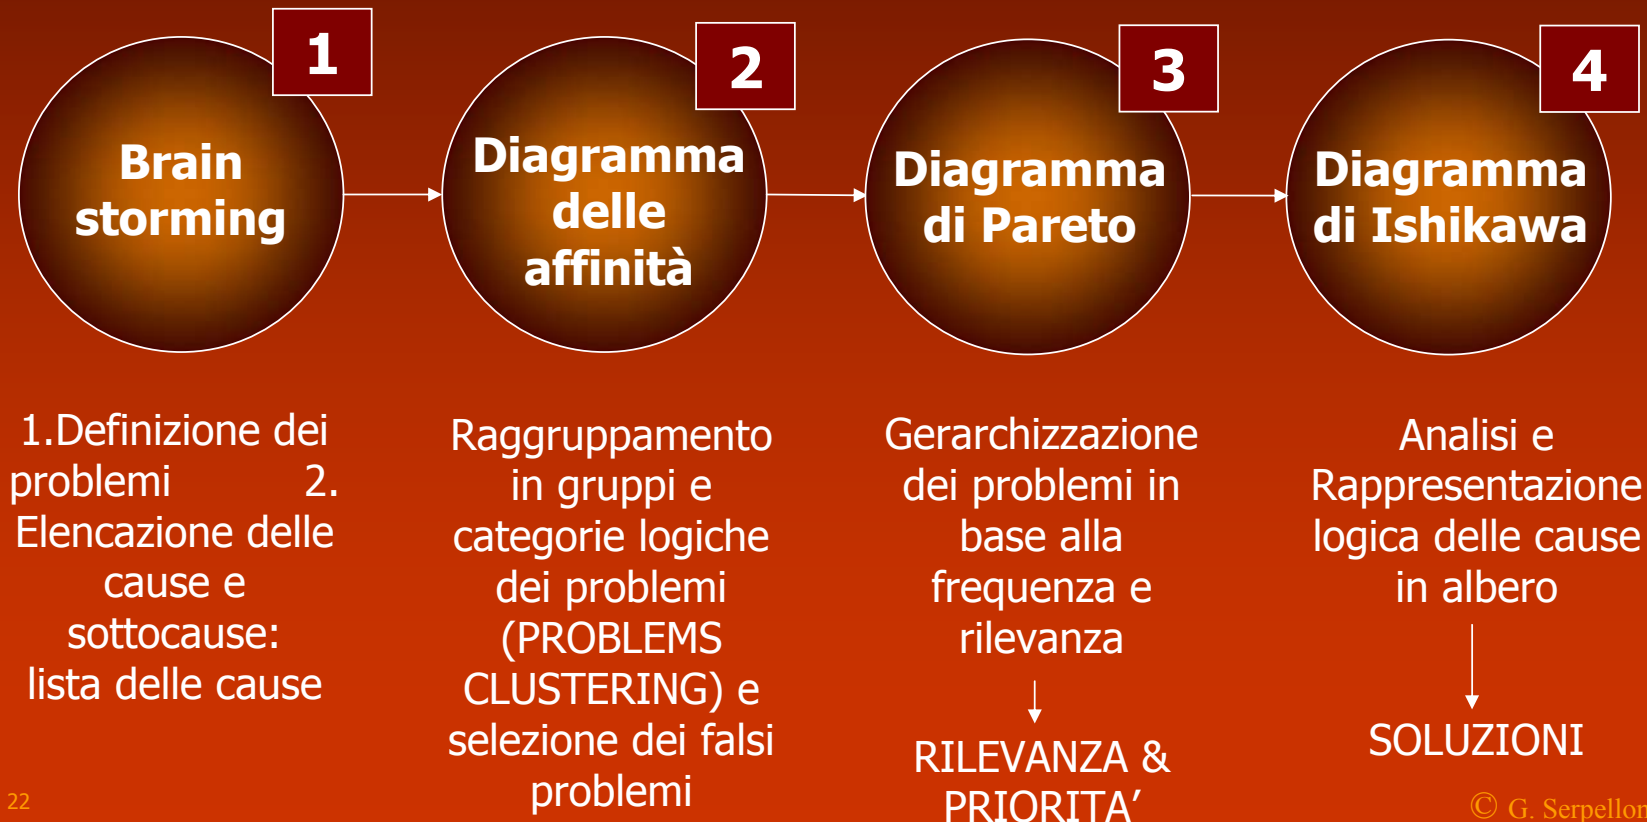 1
Brain
storming
2
Diagramma
delle
affinità
3
Diagramma
di Pareto
4
Diagramma
di Ishikawa
1.Definizione dei
problemi 2.
Elencazione delle
cause e
sottocause:
lista delle cause
Raggruppamento
in gruppi e
categorie logiche
dei problemi
(PROBLEMS
CLUSTERING) e
selezione dei falsi
problemi
Gerarchizzazione
dei problemi in
base alla
frequenza e
rilevanza
RILEVANZA &
PRIORITA’
Analisi e
Rappresentazione
logica delle cause
in albero
SOLUZIONI
22
© G. Serpellon